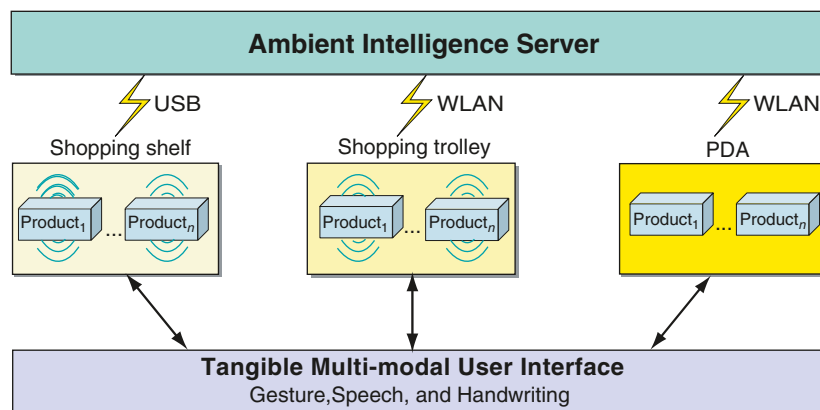 Ambient Intelligence Server
USB WLAN WLAN
Shopping shelf Shopping trolley PDA
Product1 ... Productn Product1 ... Productn Product1 ... Productn
Tangible Multi-modal User Interface
Gesture,Speech, and Handwriting